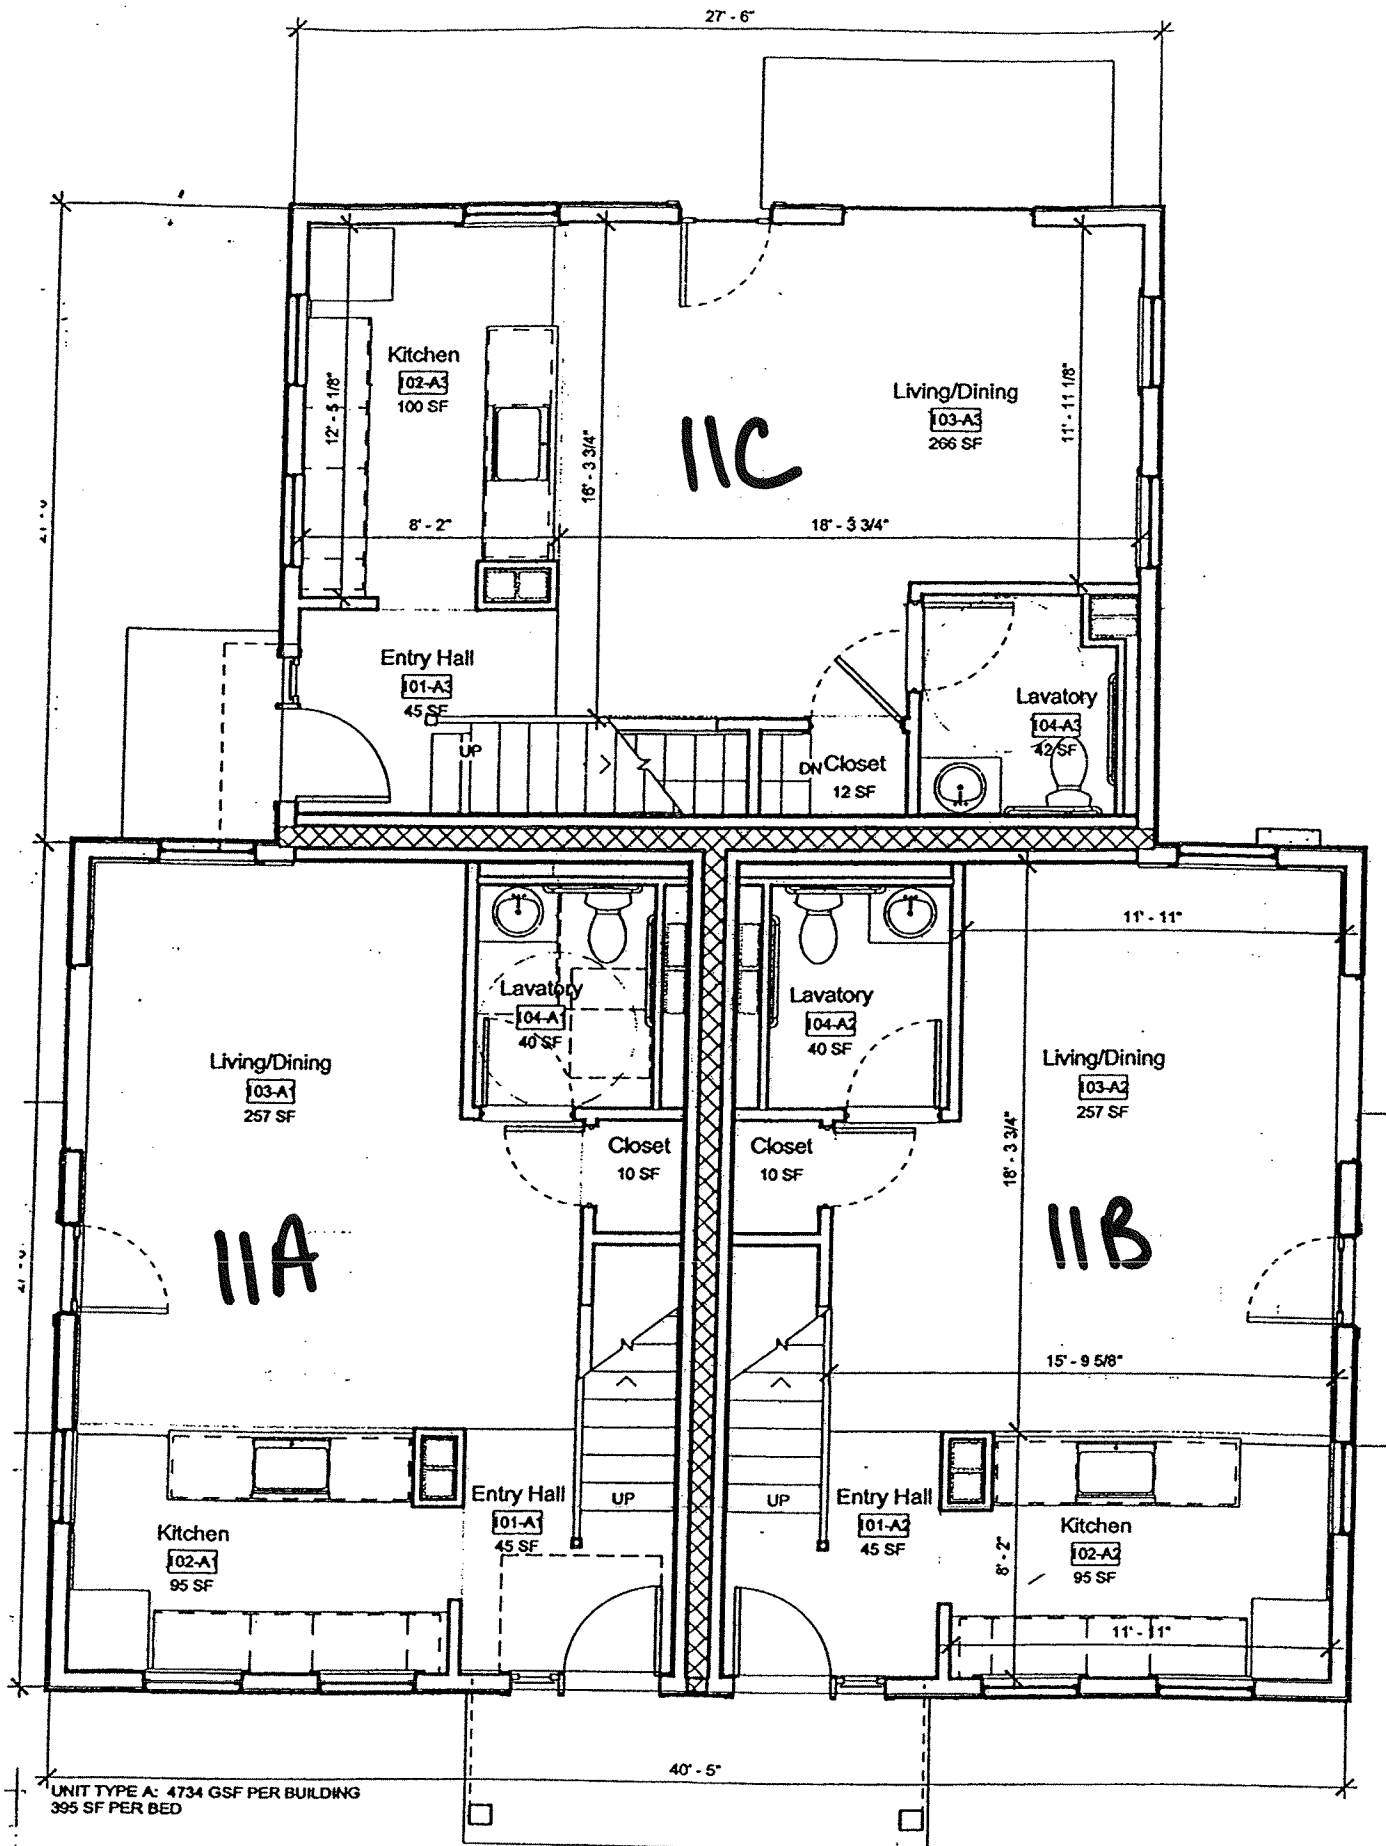 27' - 6"
Kitchen
102-A3
100 SF
12' - 5 1/8"
16' - 3 3/4"
11C
Living/Dining
103-A3
266 SF
11' - 11 1/8"
8' - 2"
18' - 3 3/4"
Entry Hall
101-A3
45 SF
UP
DN
Closet
12 SF
Lavatory
104-A3
42 SF
11' - 11"
Lavatory
104-A1
40 SF
Lavatory
104-A2
40 SF
Living/Dining
103-A1
257 SF
Living/Dining
103-A2
257 SF
Closet
10 SF
Closet
10 SF
18' - 3 3/4"
11A
11B
15' - 9 5/8"
Entry Hall
101-A1
45 SF
UP
UP
Entry Hall
101-A2
45 SF
Kitchen
102-A1
95 SF
Kitchen
102-A2
95 SF
8' - 2"
11' - 11"
40' - 5"
UNIT TYPE A: 4734 GSF PER BUILDING
395 SF PER BED